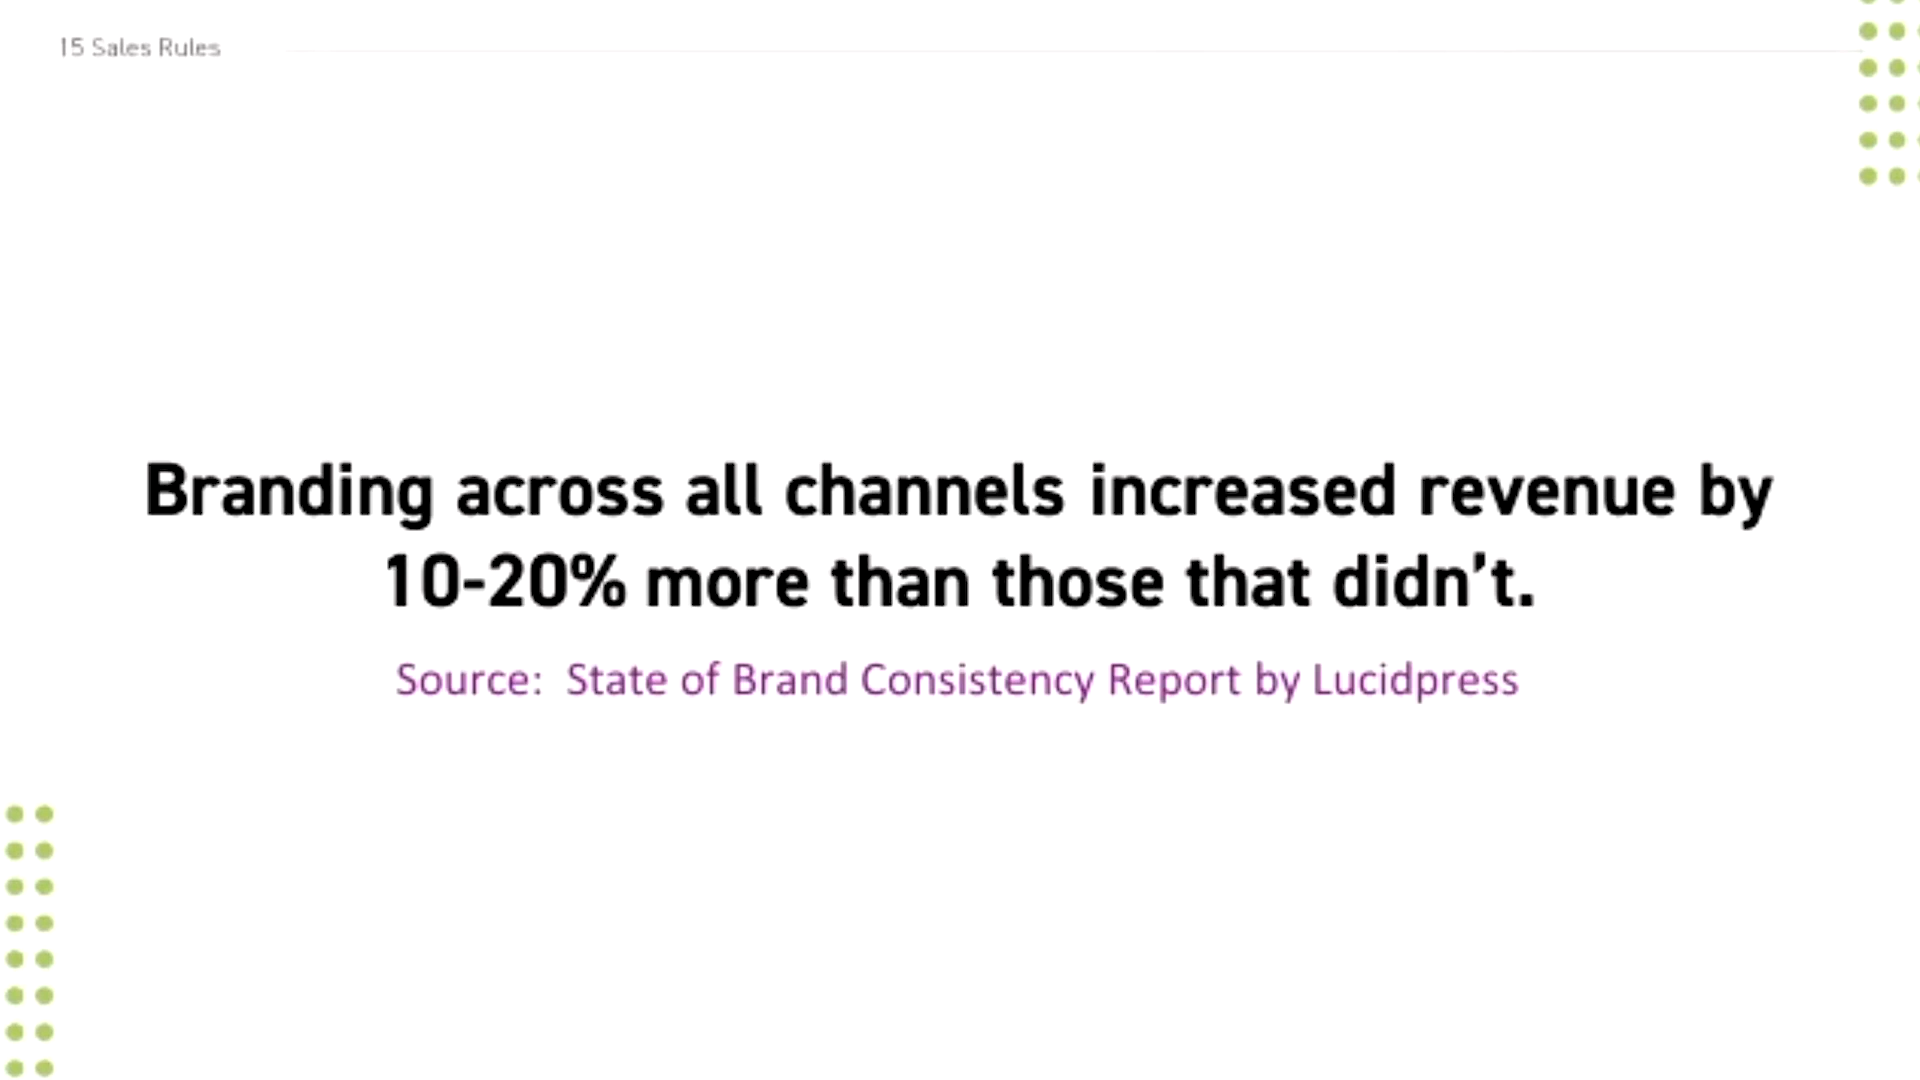 15 Sales Rules
Branding across all channels increased revenue by
10-20% more than those that didn’t.
Source:  State of Brand Consistency Report by Lucidpress